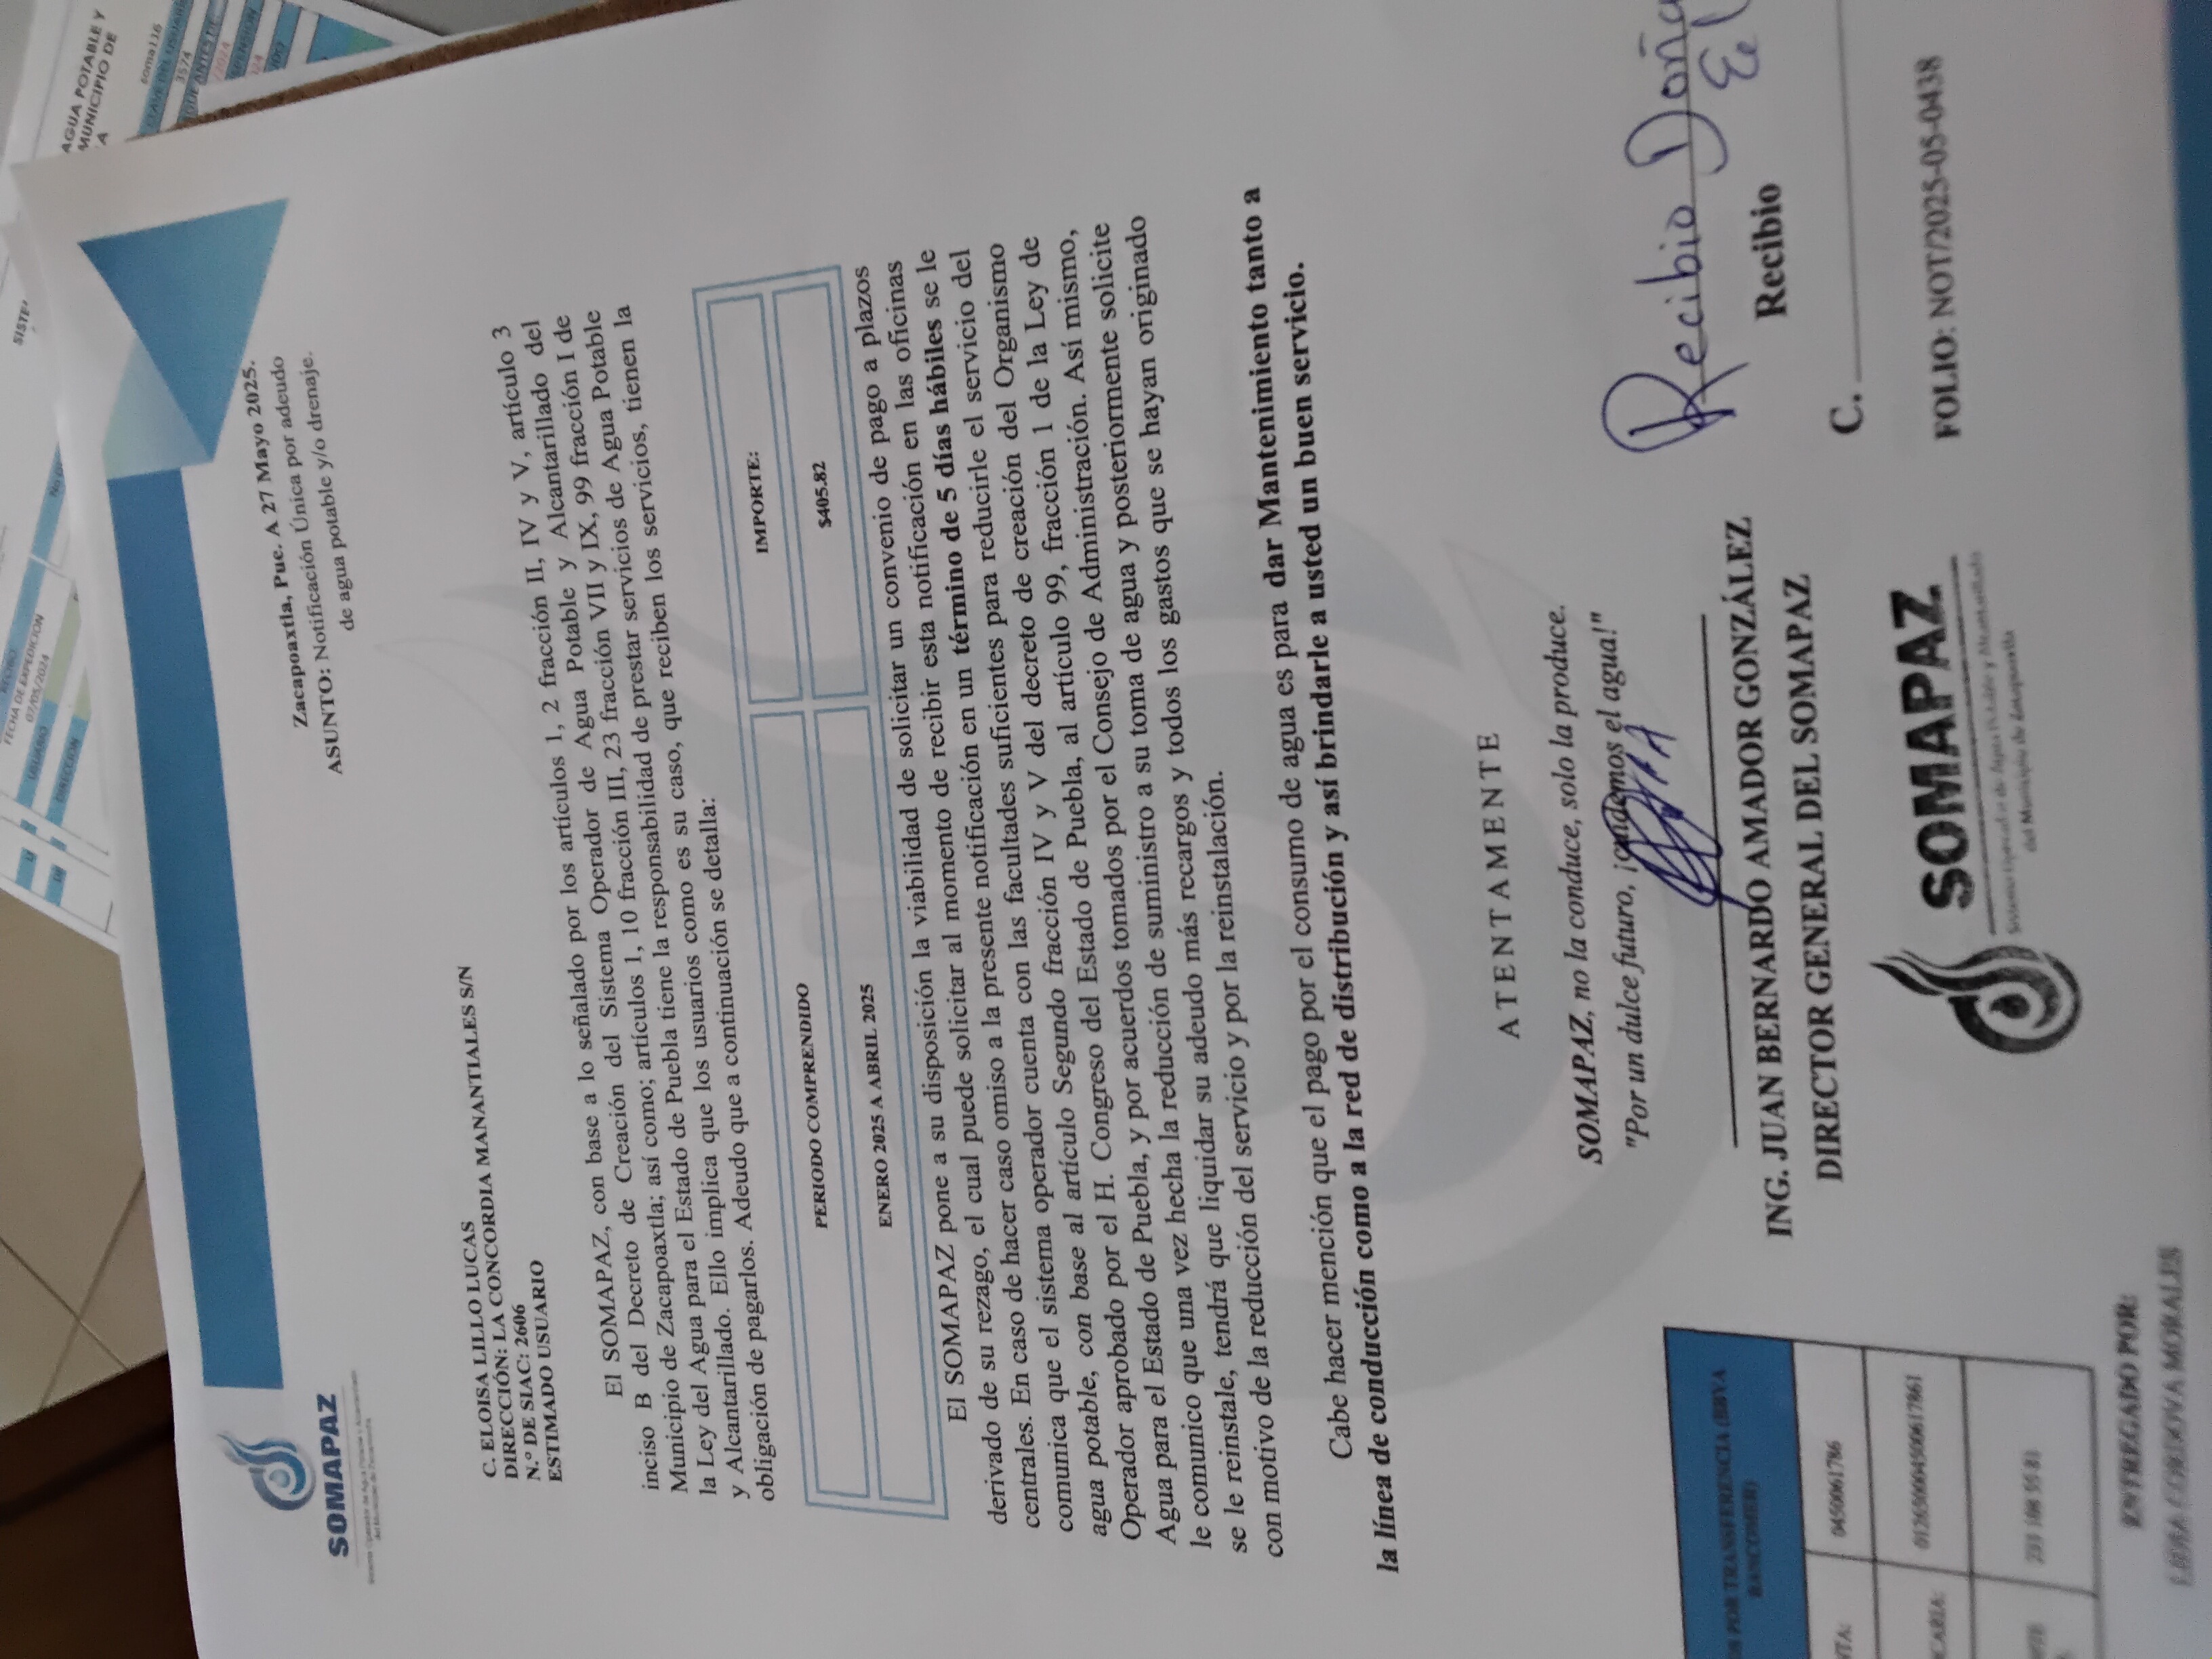 RECIBO
FECHA DE EXPEDICION
07/05/2024
USUARIO
DIRECCION
AGUA POTABLE Y
MUNICIPIO DE
soma116
3574
SOMAPAZ
Sistema Operador de Agua Potable y Alcantarillado
del Municipio de Zacapoaxtla
Zacapoaxtla, Pue. A 27 Mayo 2025.
ASUNTO: Notificación Única por adeudo
de agua potable y/o drenaje.
C. ELOISA LILLO LUCAS
DIRECCIÓN: LA CONCORDIA MANANTIALES S/N
N.º DE SIAC: 2606
ESTIMADO USUARIO
El SOMAPAZ, con base a lo señalado por los artículos 1, 2 fracción II, IV y V, artículo 3
inciso B del Decreto de Creación del Sistema Operador de Agua Potable y Alcantarillado del
Municipio de Zacapoaxtla; así como; artículos 1, 10 fracción III, 23 fracción VII y IX, 99 fracción I de
la Ley del Agua para el Estado de Puebla tiene la responsabilidad de prestar servicios de Agua Potable
y Alcantarillado. Ello implica que los usuarios como es su caso, que reciben los servicios, tienen la
obligación de pagarlos. Adeudo que a continuación se detalla:
PERIODO COMPRENDIDO
IMPORTE:
ENERO 2025 A ABRIL 2025
$405.82
El SOMAPAZ pone a su disposición la viabilidad de solicitar un convenio de pago a plazos
derivado de su rezago, el cual puede solicitar al momento de recibir esta notificación en las oficinas
centrales. En caso de hacer caso omiso a la presente notificación en un término de 5 días hábiles se le
comunica que el sistema operador cuenta con las facultades suficientes para reducirle el servicio del
agua potable, con base al artículo Segundo fracción IV y V del decreto de creación del Organismo
Operador aprobado por el H. Congreso del Estado de Puebla, al artículo 99, fracción 1 de la Ley de
Agua para el Estado de Puebla, y por acuerdos tomados por el Consejo de Administración. Así mismo,
le comunico que una vez hecha la reducción de suministro a su toma de agua y posteriormente solicite
se le reinstale, tendrá que liquidar su adeudo más recargos y todos los gastos que se hayan originado
con motivo de la reducción del servicio y por la reinstalación.
Cabe hacer mención que el pago por el consumo de agua es para dar Mantenimiento tanto a
la línea de conducción como a la red de distribución y así brindarle a usted un buen servicio.
ATENTAMENTE
SOMAPAZ, no la conduce, solo la produce.
"Por un dulce futuro, ¡cuidemos el agua!"
ING. JUAN BERNARDO AMADOR GONZÁLEZ
DIRECTOR GENERAL DEL SOMAPAZ
POR TRANSFERENCIA (BBVA
BANCOMER)
0450061786
012650004500617861
233 108 55 81
Recibio Doña
El
Recibio
C.
FOLIO: NOT/2025-05-0438
SOMAPAZ
Sistema Operador de Agua Potable y Alcantarillado
del Municipio de Zacapoaxtla
ENTREGADO POR:
LIDIA CORDOVA MORALES